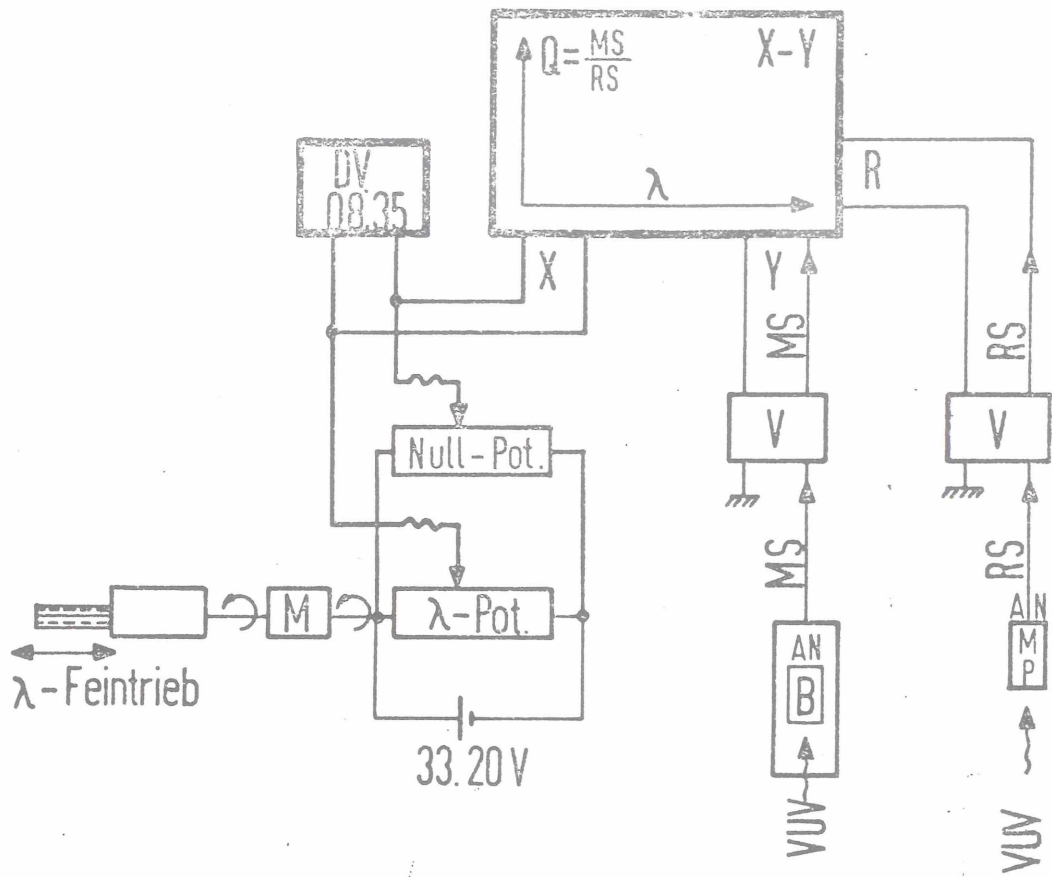 Q = MS/RS
X-Y
DV
08.35
λ
R
X
Y
MS
RS
V
V
Null-Pot.
MS
RS
M
λ-Pot.
AN
B
AN
M
P
λ-Feintrieb
33.20 V
VUV
VUV